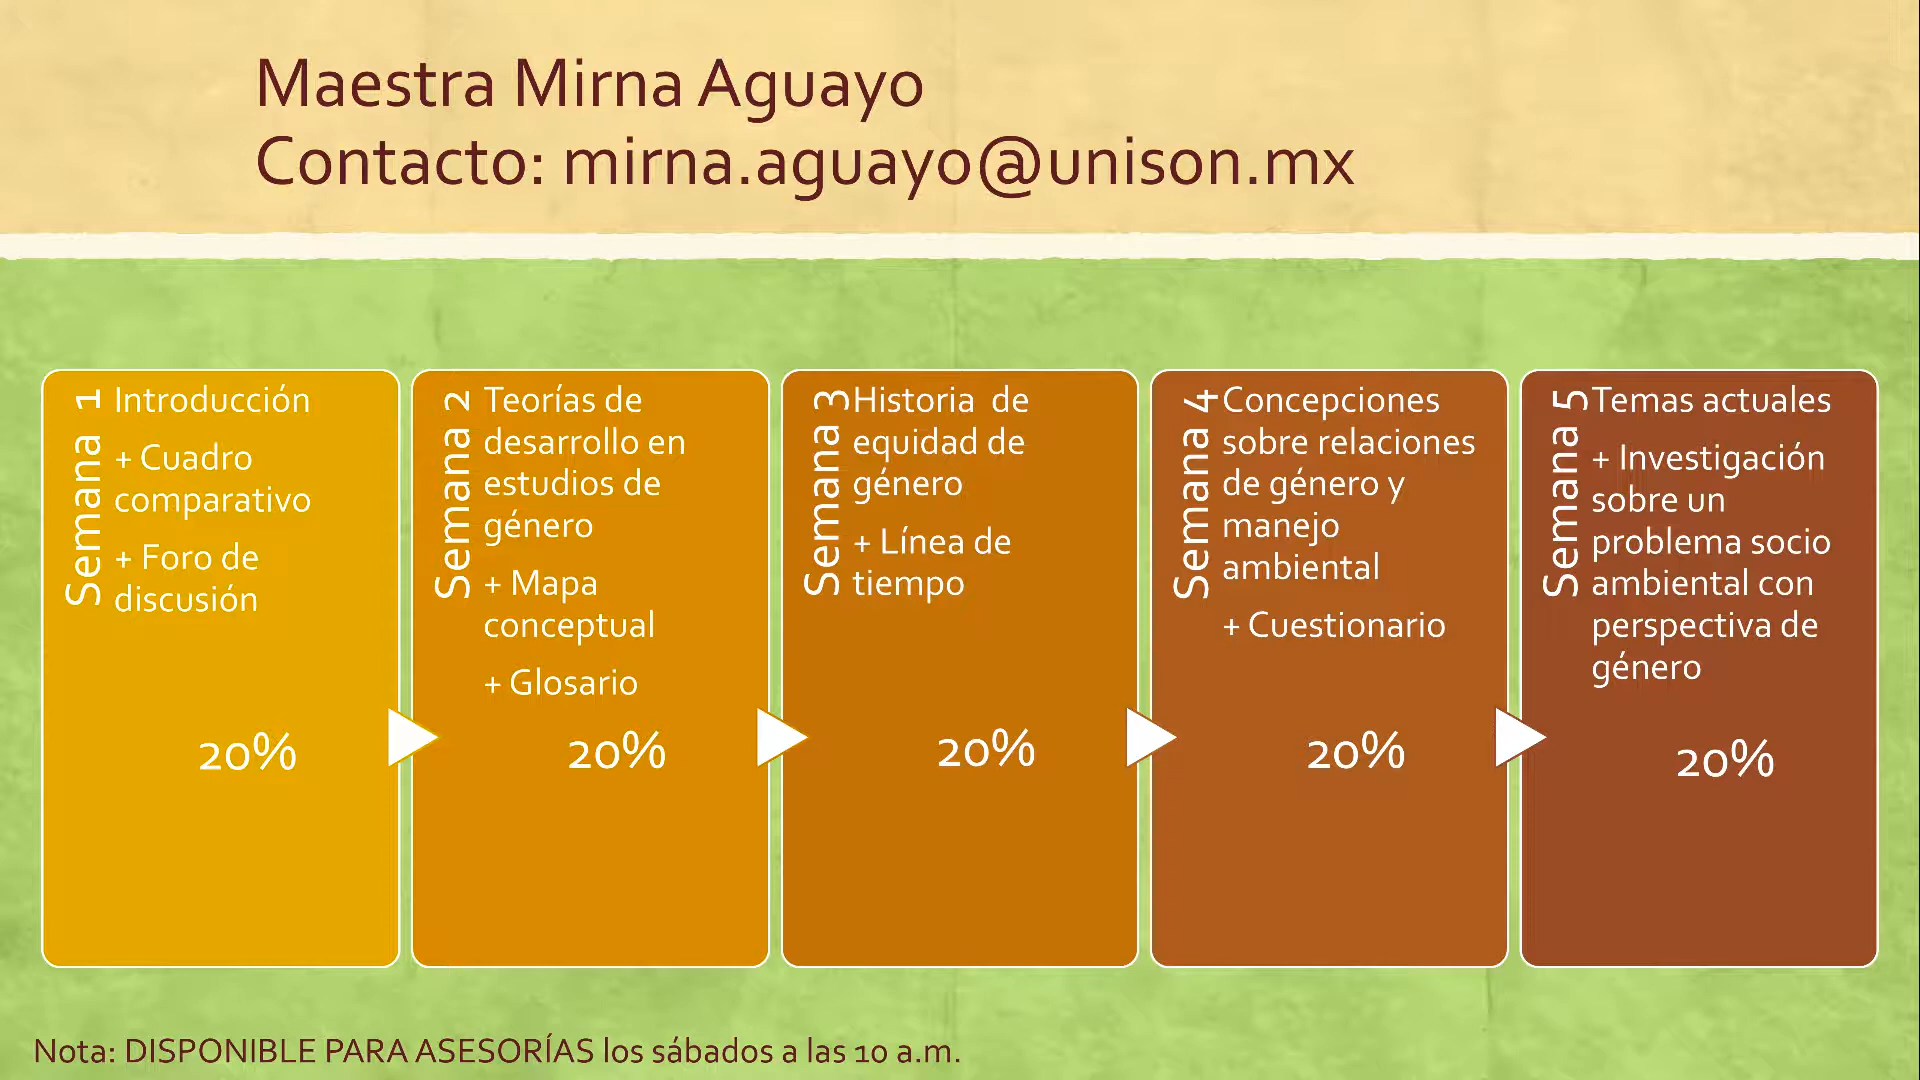 Maestra Mirna Aguayo
Contacto: mirna.aguayo@unison.mx
Semana 1
Introducción
+ Cuadro
comparativo
+ Foro de
discusión
20%
Semana 2
Teorías de
desarrollo en
estudios de
género
+ Mapa
conceptual
+ Glosario
20%
Semana 3
Historia de
equidad de
género
+ Línea de
tiempo
20%
Semana 4
Concepciones
sobre relaciones
de género y
manejo
ambiental
+ Cuestionario
20%
Semana 5
Temas actuales
+ Investigación
sobre un
problema socio
ambiental con
perspectiva de
género
20%
Nota: DISPONIBLE PARA ASESORÍAS los sábados a las 10 a.m.